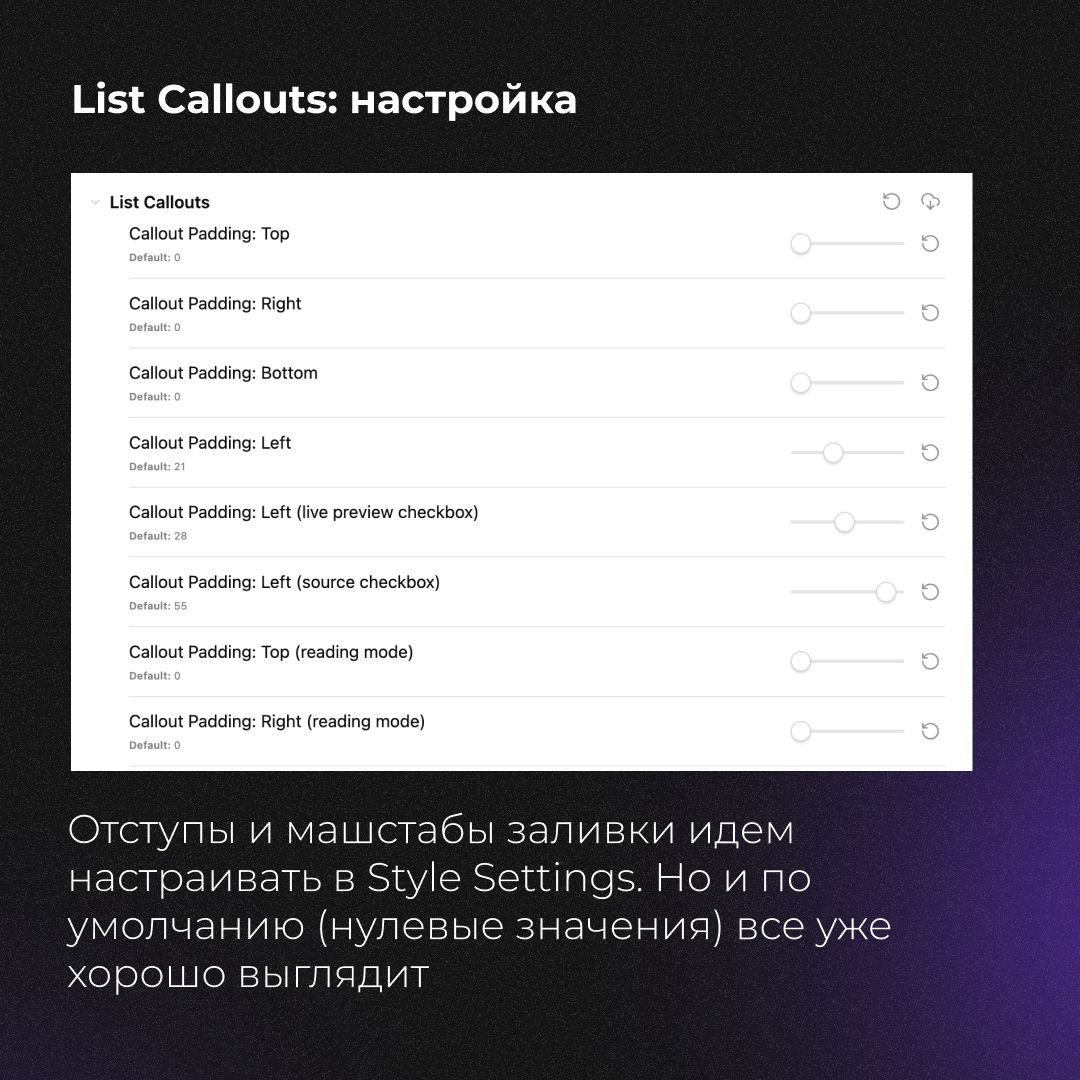 List Callouts: настройка
List Callouts
Callout Padding: Top
Default: 0
Callout Padding: Right
Default: 0
Callout Padding: Bottom
Default: 0
Callout Padding: Left
Default: 21
Callout Padding: Left (live preview checkbox)
Default: 28
Callout Padding: Left (source checkbox)
Default: 55
Callout Padding: Top (reading mode)
Default: 0
Callout Padding: Right (reading mode)
Default: 0
Отступы и машстабы заливки идем
настраивать в Style Settings. Но и по
умолчанию (нулевые значения) все уже
хорошо выглядит